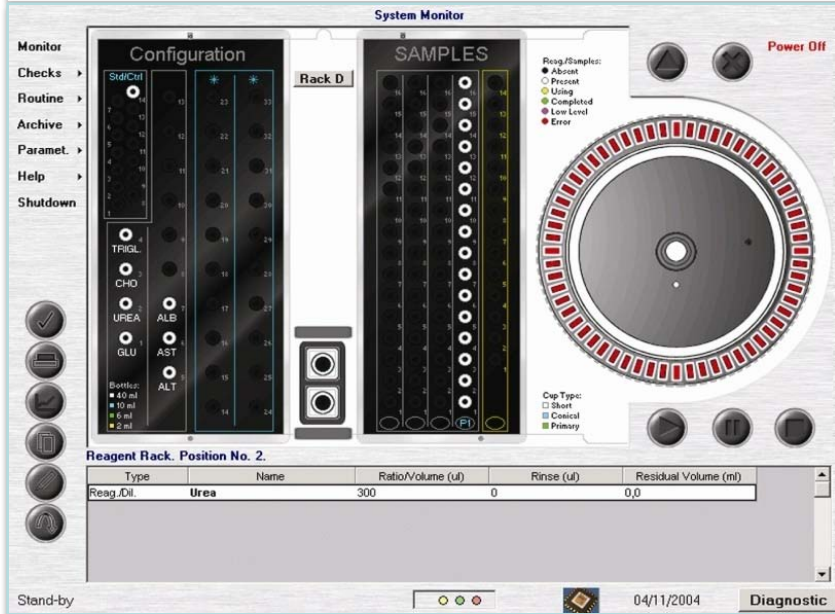 System Monitor
Monitor
Checks
Routine
Archive
Paramet.
Help
Shutdown
Configuration
Std/Ctrl
TRIGL.
CHO
UREA
GLU
ALB
AST
ALT
Bottles:
40 ml
10 ml
6 ml
2 ml
Rack D
SAMPLES
P1
Reag./Samples:
Absent
Present
Using
Completed
Low Level
Error
Cup Type:
Short
Conical
Primary
Power Off
Reagent Rack. Position No. 2.
Type Name Ratio/Volume (ul) Rinse (ul) Residual Volume (ml)
Reag./Dil. Urea 300 0 0,0
Stand-by 04/11/2004 Diagnostic